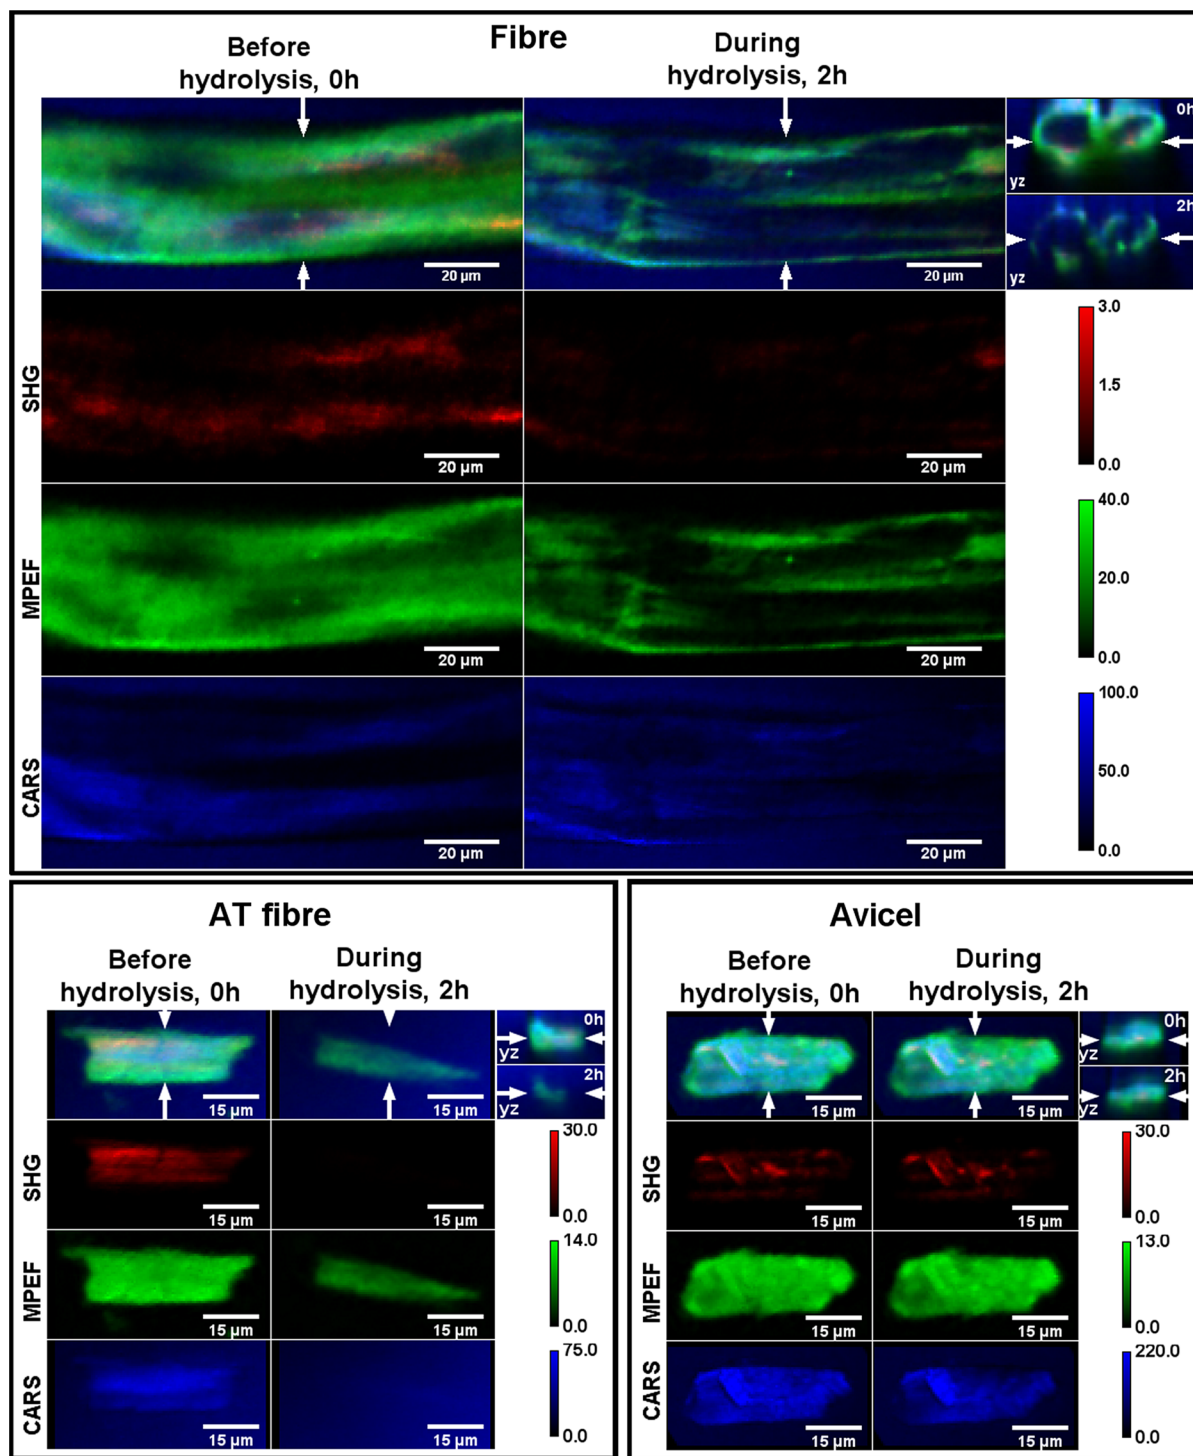 Fibre
Before
hydrolysis, 0h
During
hydrolysis, 2h
0h
yz
2h
yz
20 µm
20 µm
SHG
20 µm
20 µm
3.0
1.5
0.0
MPEF
20 µm
20 µm
40.0
20.0
0.0
CARS
20 µm
20 µm
100.0
50.0
0.0
AT fibre
Before
hydrolysis, 0h
During
hydrolysis, 2h
0h
yz
2h
yz
15 µm
15 µm
SHG
15 µm
15 µm
30.0
0.0
MPEF
15 µm
15 µm
14.0
0.0
CARS
15 µm
15 µm
75.0
0.0
Avicel
Before
hydrolysis, 0h
During
hydrolysis, 2h
0h
yz
2h
yz
15 µm
15 µm
SHG
15 µm
15 µm
30.0
0.0
MPEF
15 µm
15 µm
13.0
0.0
CARS
15 µm
15 µm
220.0
0.0